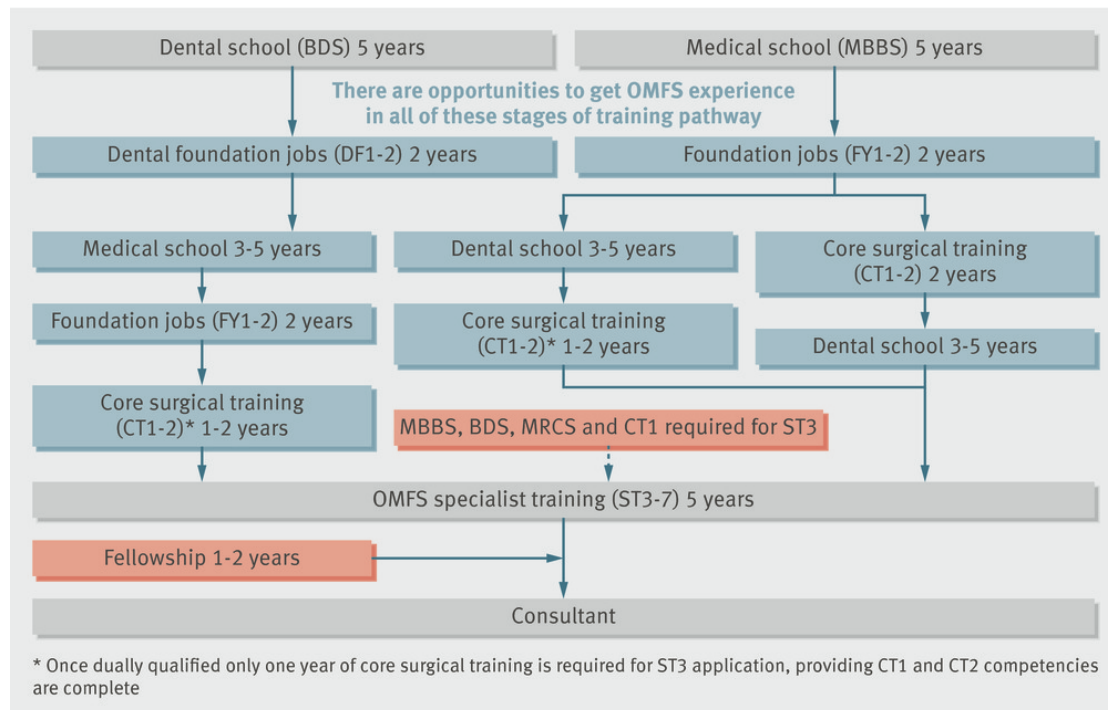 Dental school (BDS) 5 years
Medical school (MBBS) 5 years
There are opportunities to get OMFS experience
in all of these stages of training pathway
Dental foundation jobs (DF1-2) 2 years
Foundation jobs (FY1-2) 2 years
Medical school 3-5 years
Dental school 3-5 years
Core surgical training
(CT1-2) 2 years
Foundation jobs (FY1-2) 2 years
Core surgical training
(CT1-2)* 1-2 years
Dental school 3-5 years
Core surgical training
(CT1-2)* 1-2 years
MBBS, BDS, MRCS and CT1 required for ST3
OMFS specialist training (ST3-7) 5 years
Fellowship 1-2 years
Consultant
* Once dually qualified only one year of core surgical training is required for ST3 application, providing CT1 and CT2 competencies
are complete